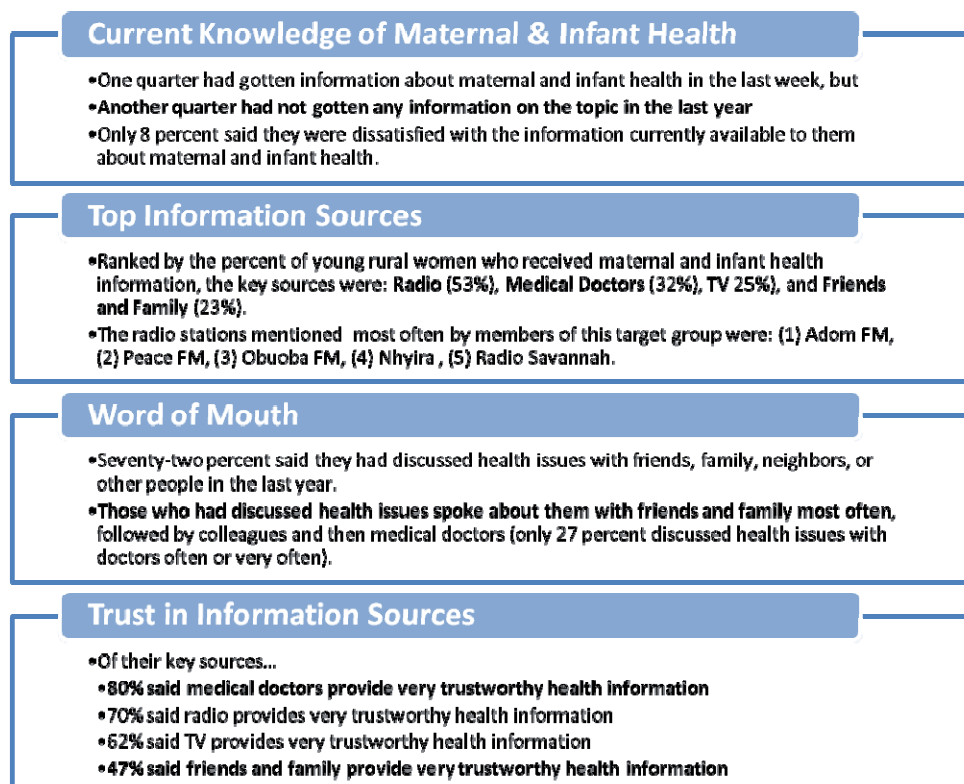 Current Knowledge of Maternal & Infant Health
•One quarter had gotten information about maternal and infant health in the last week, but
•Another quarter had not gotten any information on the topic in the last year
•Only 8 percent said they were dissatisfied with the information currently available to them
about maternal and infant health.
Top Information Sources
•Ranked by the percent of young rural women who received maternal and infant health
information, the key sources were: Radio (53%), Medical Doctors (32%), TV 25%), and Friends
and Family (23%).
•The radio stations mentioned most often by members of this target group were: (1) Adom FM,
(2) Peace FM, (3) Obuoba FM, (4) Nhyira , (5) Radio Savannah.
Word of Mouth
•Seventy-two percent said they had discussed health issues with friends, family, neighbors, or
other people in the last year.
•Those who had discussed health issues spoke about them with friends and family most often,
followed by colleagues and then medical doctors (only 27 percent discussed health issues with
doctors often or very often).
Trust in Information Sources
•Of their key sources...
•80% said medical doctors provide very trustworthy health information
•70% said radio provides very trustworthy health information
•62% said TV provides very trustworthy health information
•47% said friends and family provide very trustworthy health information